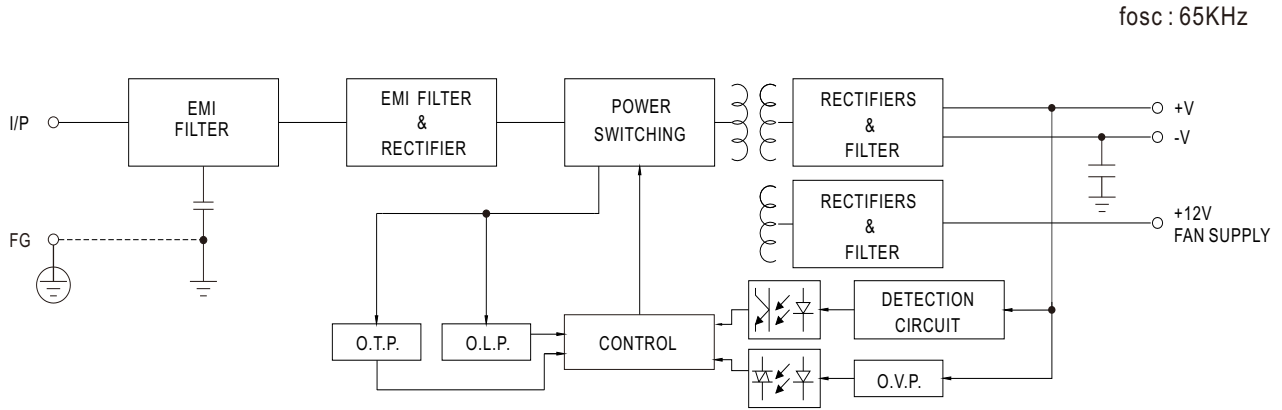 fosc : 65KHz
I/P
EMI
FILTER
EMI FILTER
&
RECTIFIER
POWER
SWITCHING
RECTIFIERS
&
FILTER
+V
-V
RECTIFIERS
&
FILTER
+12V
FAN SUPPLY
FG
DETECTION
CIRCUIT
O.T.P.
O.L.P.
CONTROL
O.V.P.